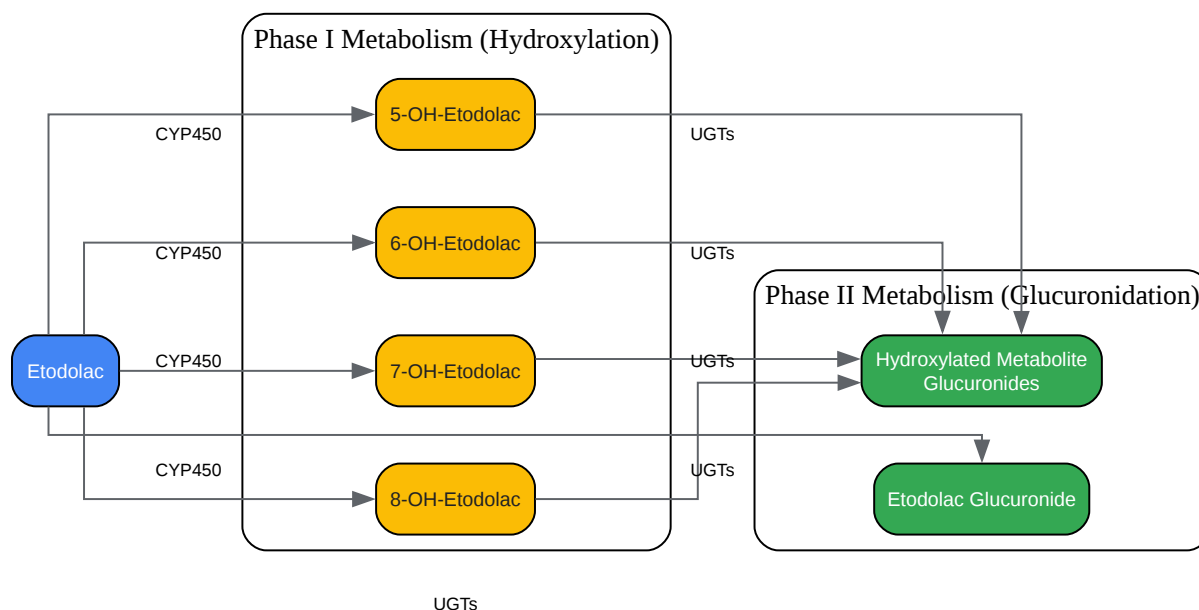 Phase I Metabolism (Hydroxylation)
5-OH-Etodolac
CYP450
UGTs
6-OH-Etodolac
CYP450
UGTs
Phase II Metabolism (Glucuronidation)
Etodolac
CYP450
7-OH-Etodolac
UGTs
Hydroxylated Metabolite
Glucuronides
CYP450
8-OH-Etodolac
UGTs
Etodolac Glucuronide
UGTs